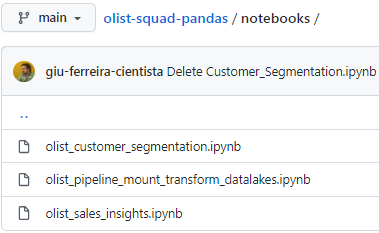 main olist-squad-pandas / notebooks /
giu-ferreira-cientista Delete Customer_Segmentation.ipynb
..
olist_customer_segmentation.ipynb
olist_pipeline_mount_transform_datalakes.ipynb
olist_sales_insights.ipynb